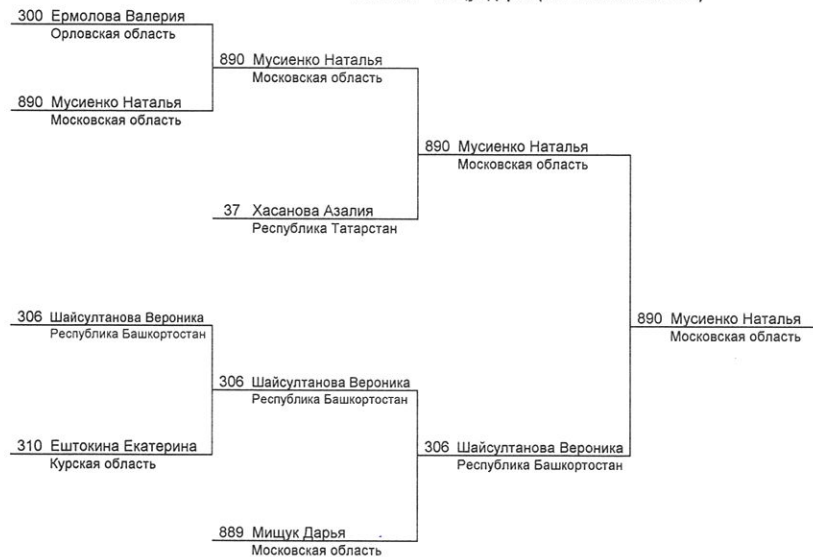 300 Ермолова Валерия
Орловская область
890 Мусиенко Наталья
Московская область
890 Мусиенко Наталья
Московская область
890 Мусиенко Наталья
Московская область
37 Хасанова Азалия
Республика Татарстан
306 Шайсултанова Вероника
Республика Башкортостан
890 Мусиенко Наталья
Московская область
306 Шайсултанова Вероника
Республика Башкортостан
310 Ештокина Екатерина
Курская область
306 Шайсултанова Вероника
Республика Башкортостан
889 Мищук Дарья
Московская область